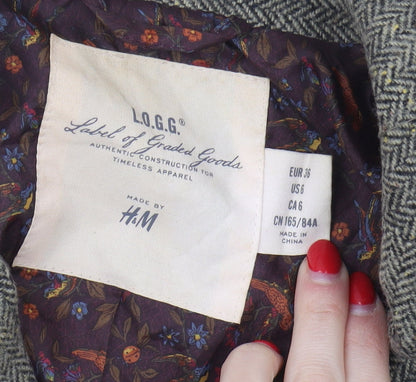 L.O.G.G.®
Label of Graded Goods
AUTHENTIC CONSTRUCTION FOR
TIMELESS APPAREL
MADE BY
H&M
EUR 36
US 6
CA 6
CN 165/84A
MADE IN
CHINA